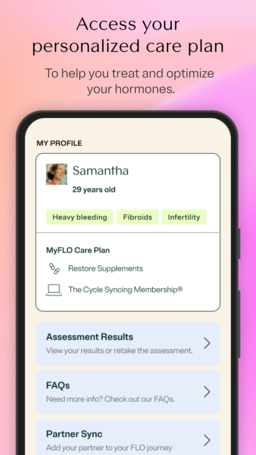 Access your
personalized care plan
To help you treat and optimize
your hormones.
MY PROFILE
Samantha
29 years old
Heavy bleeding
Fibroids
Infertility
MyFLO Care Plan
Restore Supplements
The Cycle Syncing Membership®
Assessment Results
View your results or retake the assessment.
FAQs
Need more info? Check out our FAQs.
Partner Sync
Add your partner to your FLO journey